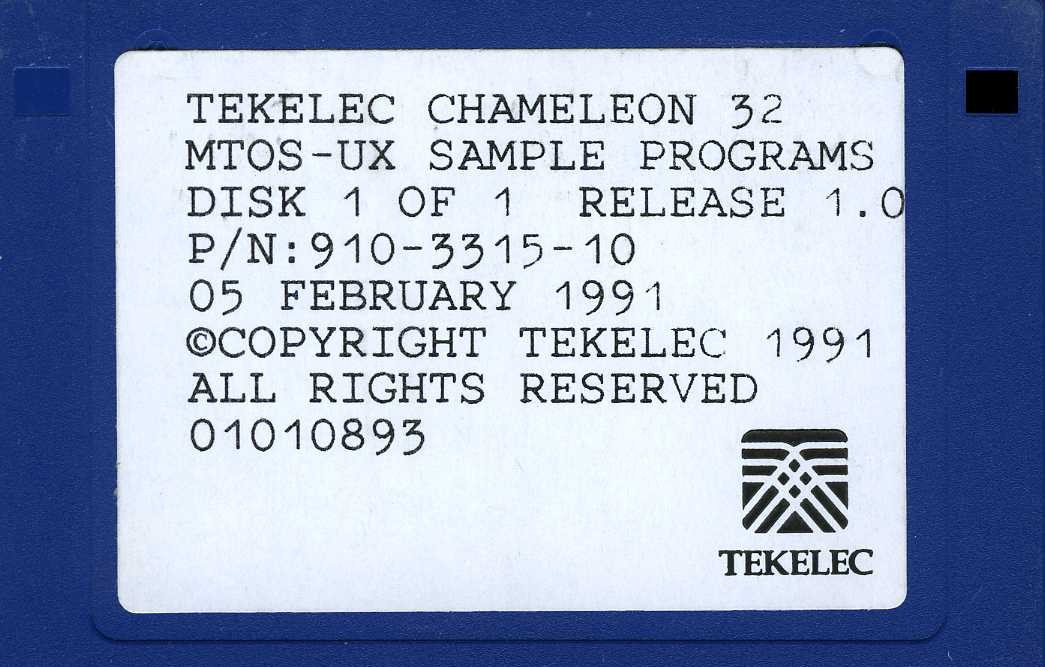 TEKELEC CHAMELEON 32
MTOS-UX SAMPLE PROGRAMS
DISK 1 OF 1  RELEASE 1.0
P/N:910-3315-10
05 FEBRUARY 1991
©COPYRIGHT TEKELEC 1991
ALL RIGHTS RESERVED
01010893
TEKELEC